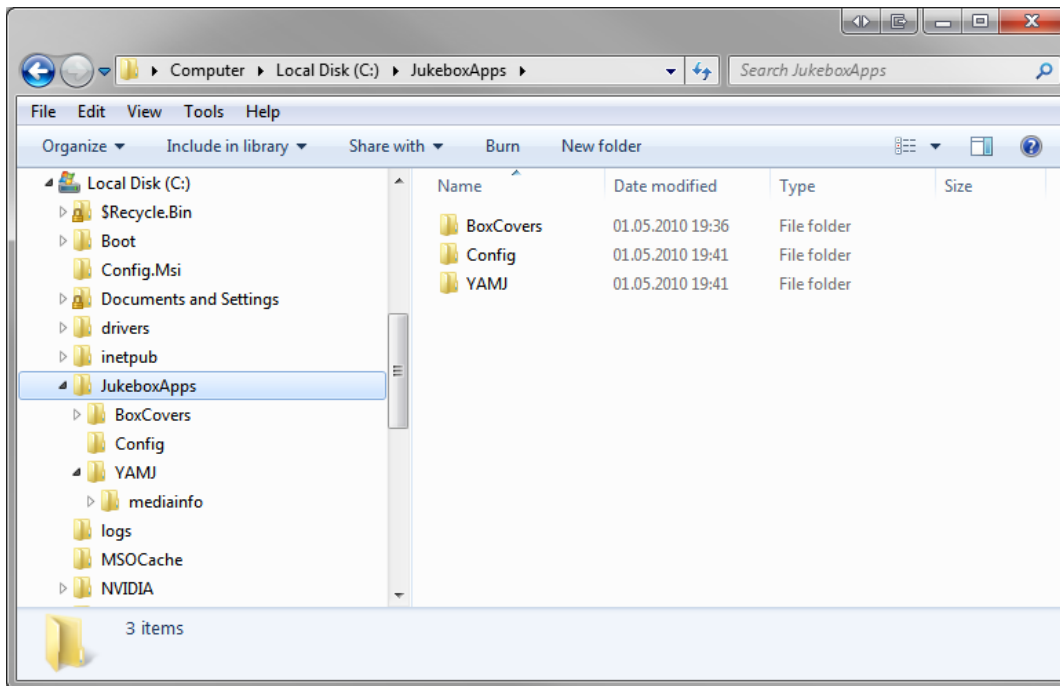 Computer Local Disk (C:) JukeboxApps Search JukeboxApps
File Edit View Tools Help
Organize Include in library Share with Burn New folder
Local Disk (C:)
$Recycle.Bin
Boot
Config.Msi
Documents and Settings
drivers
inetpub
JukeboxApps
BoxCovers
Config
YAMJ
mediainfo
logs
MSOCache
NVIDIA
Name Date modified Type Size
BoxCovers 01.05.2010 19:36 File folder
Config 01.05.2010 19:41 File folder
YAMJ 01.05.2010 19:41 File folder
3 items